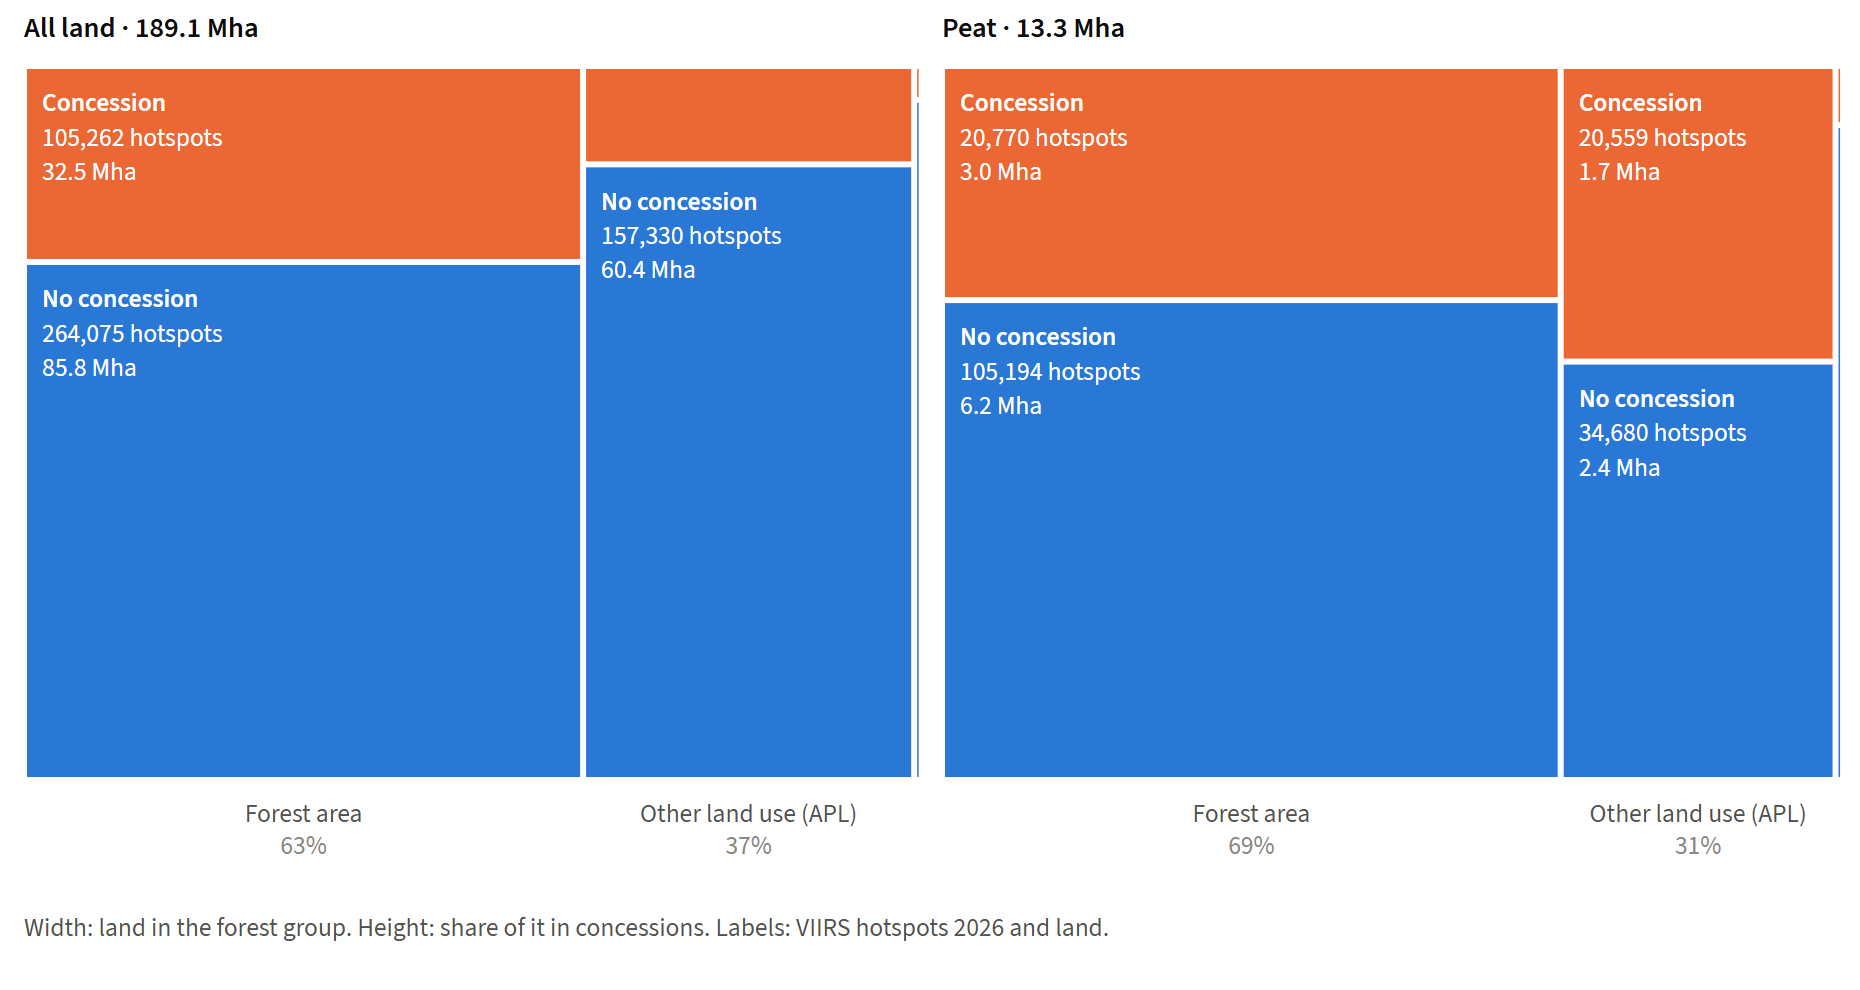 All land · 189.1 Mha
Concession
105,262 hotspots
32.5 Mha
No concession
264,075 hotspots
85.8 Mha
No concession
157,330 hotspots
60.4 Mha
Forest area
63%
Other land use (APL)
37%
Peat · 13.3 Mha
Concession
20,770 hotspots
3.0 Mha
No concession
105,194 hotspots
6.2 Mha
Concession
20,559 hotspots
1.7 Mha
No concession
34,680 hotspots
2.4 Mha
Forest area
69%
Other land use (APL)
31%
Width: land in the forest group. Height: share of it in concessions. Labels: VIIRS hotspots 2026 and land.